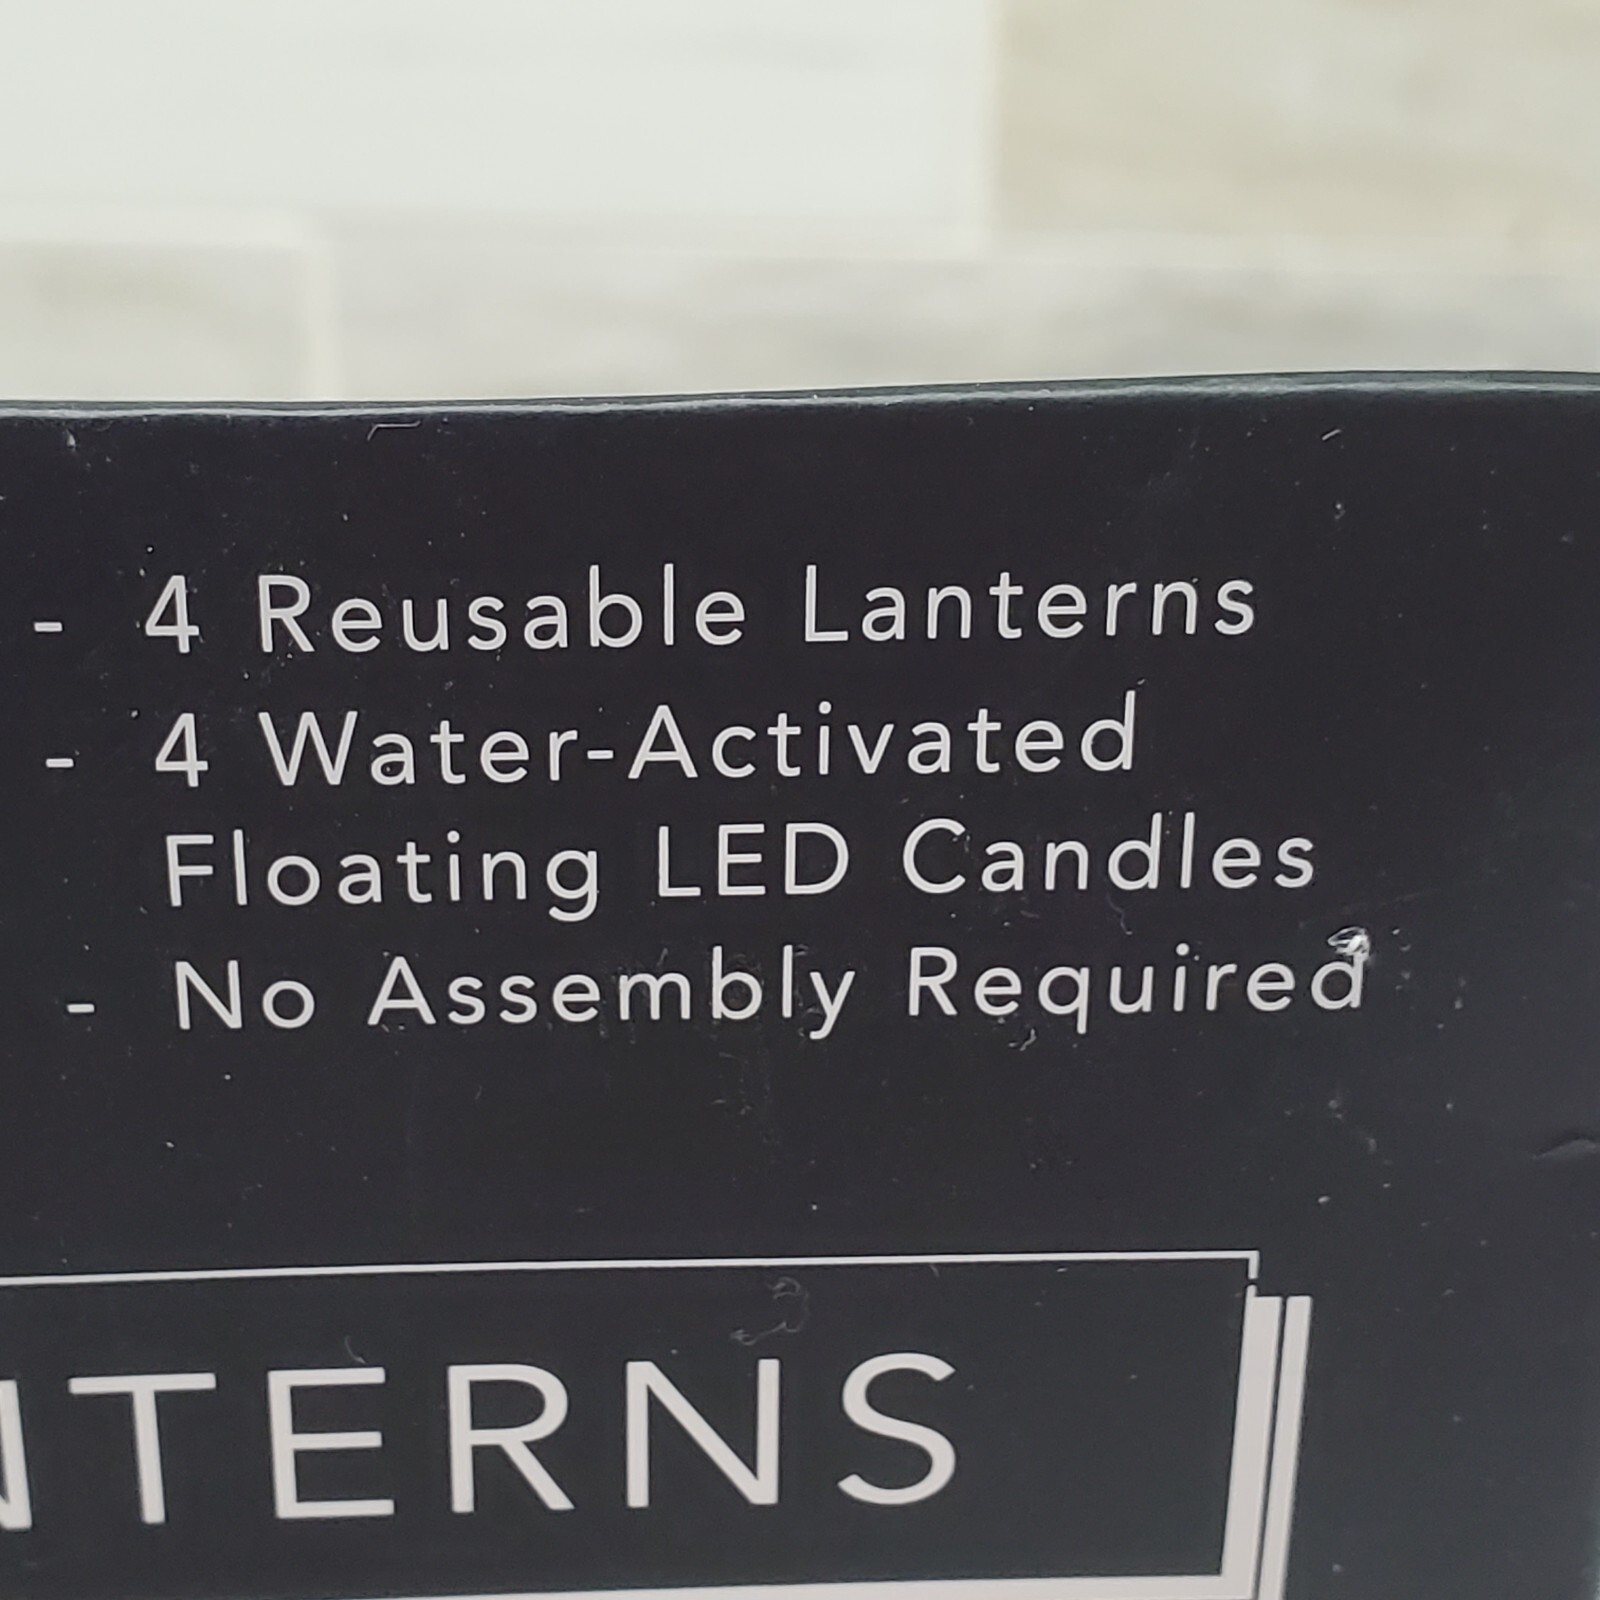 - 4 Reusable Lanterns
- 4 Water-Activated
Floating LED Candles
- No Assembly Required
NTERNS